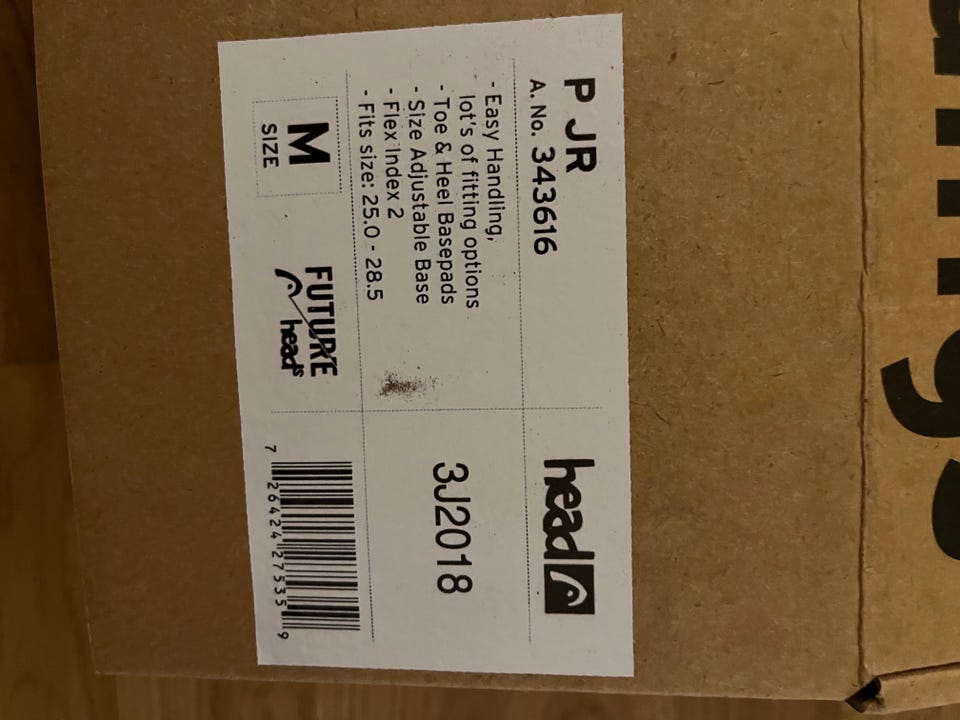 P JR
A. No. 343616
head
- Easy Handling,
lot's of fitting options
- Toe & Heel Basepads
- Size Adjustable Base
- Flex Index 2
- Fits size: 25.0 - 28.5
3J2018
M
SIZE
FUTURE
heads
7 26424 27535 9